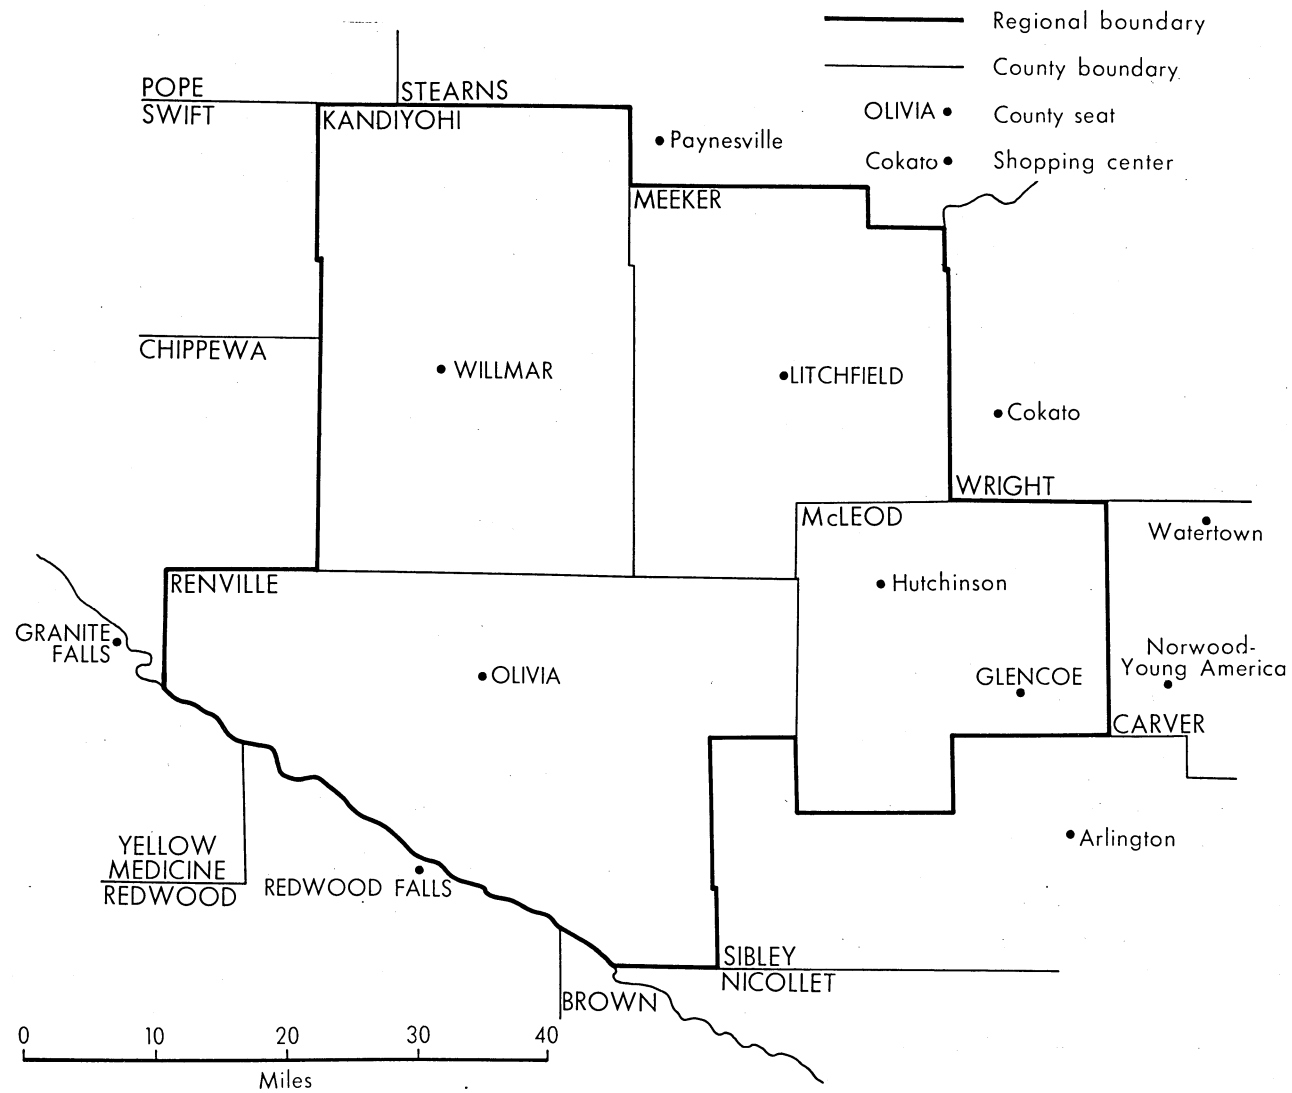 Regional boundary
County boundary
OLIVIA • County seat
Cokato • Shopping center
POPE
STEARNS
SWIFT
KANDIYOHI
Paynesville
MEEKER
CHIPPEWA
WILLMAR
LITCHFIELD
Cokato
WRIGHT
McLEOD
Watertown
RENVILLE
Hutchinson
GRANITE
FALLS
Norwood-
Young America
OLIVIA
GLENCOE
CARVER
Arlington
YELLOW
MEDICINE
REDWOOD
REDWOOD FALLS
SIBLEY
NICOLLET
BROWN
0 10 20 30 40
Miles